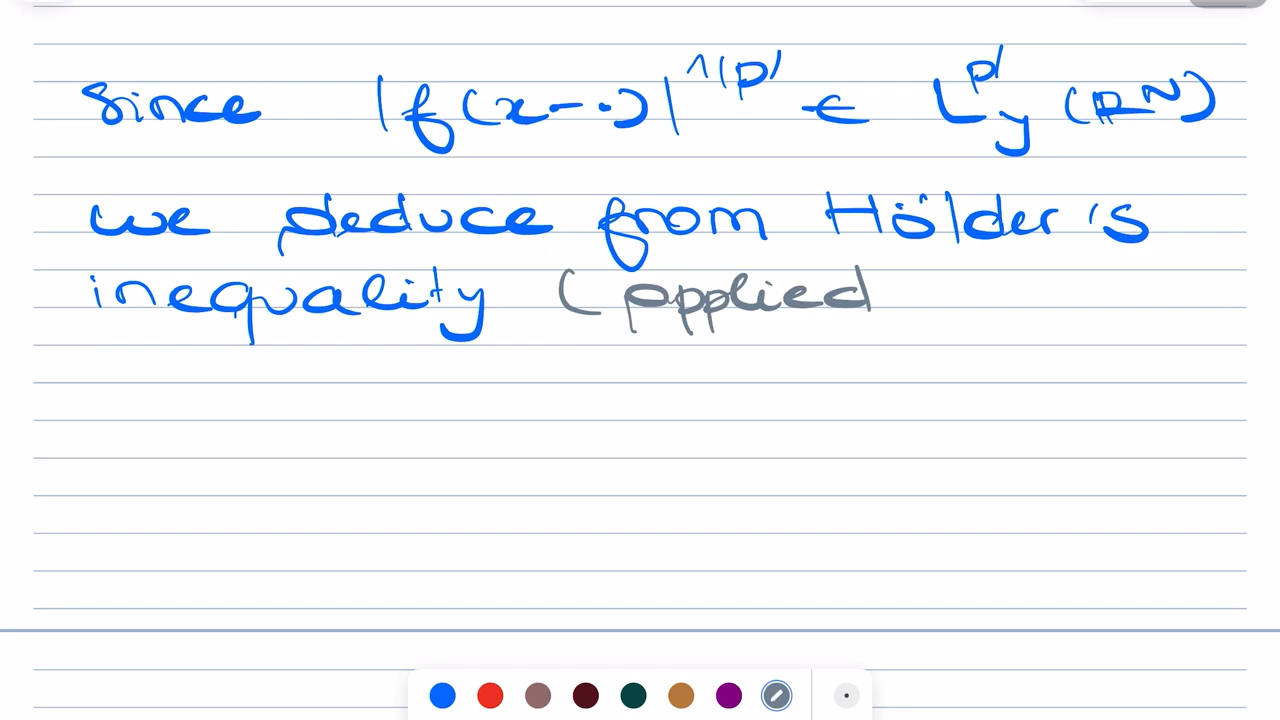 Since |f(x-·)|^{1/p'} ∈ L^{p'}_y (ℝ^N)
we deduce from Hölder's
inequality ( applied